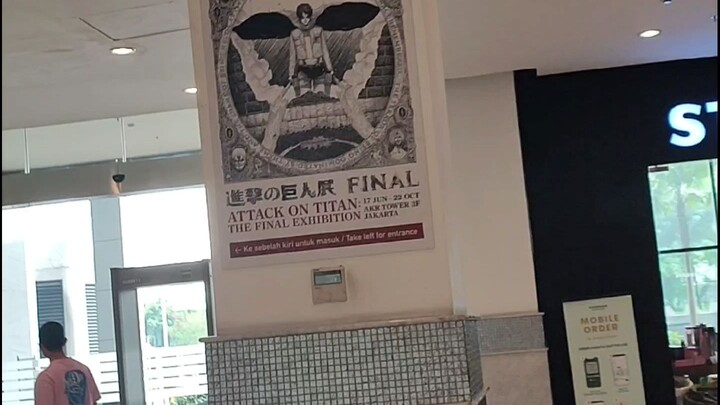 進撃の巨人展 FINAL
ATTACK ON TITAN:
THE FINAL EXHIBITION
17 JUN - 22 OCT
AKR TOWER 2F
JAKARTA
← Ke sebelah kiri untuk masuk / Take left for entrance
ST
MOBILE
ORDER